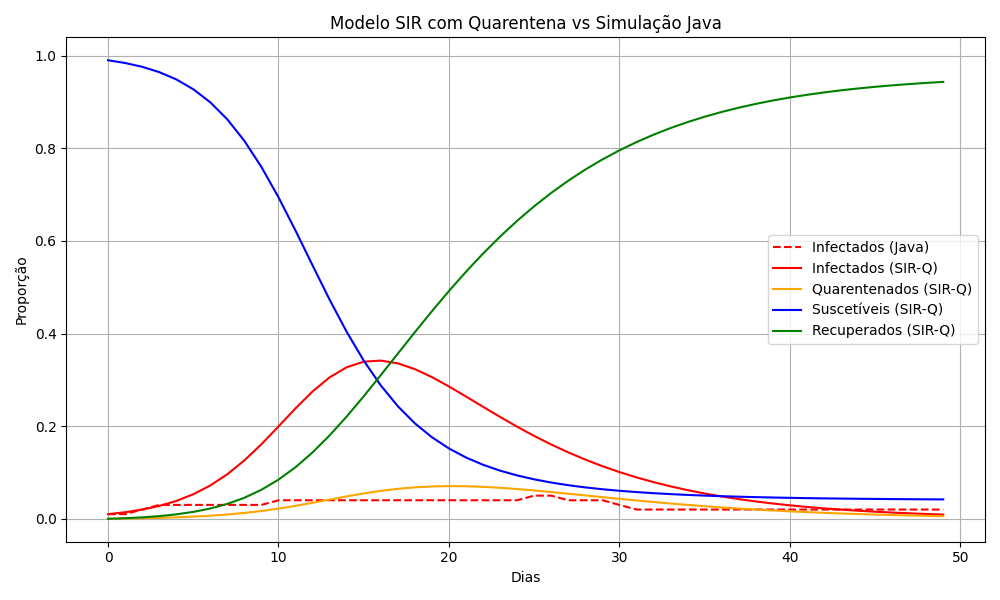 Modelo SIR com Quarentena vs Simulação Java
1.0
0.8
0.6
0.4
0.2
0.0
Proporção
Infectados (Java)
Infectados (SIR-Q)
Quarentenados (SIR-Q)
Suscetíveis (SIR-Q)
Recuperados (SIR-Q)
0
10
20
30
40
50
Dias